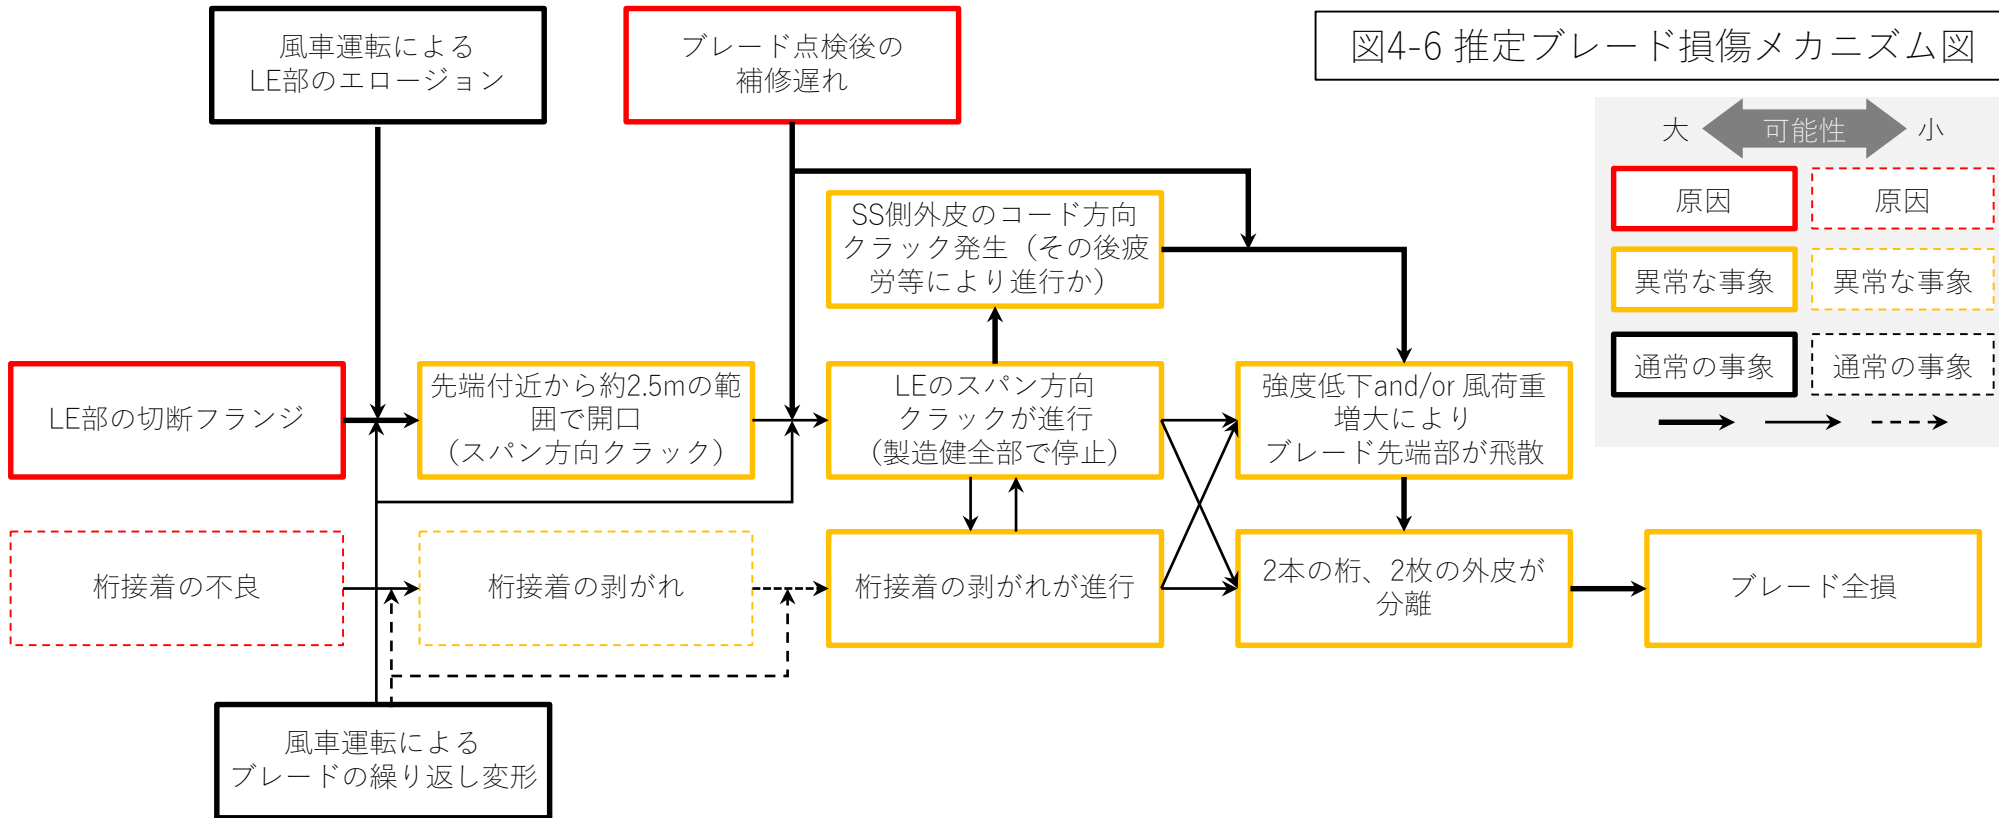 風車運転による
LE部のエロージョン
ブレード点検後の
補修遅れ
図4-6 推定ブレード損傷メカニズム図
大
可能性
小
原因
原因
異常な事象
異常な事象
通常の事象
通常の事象
SS側外皮のコード方向
クラック発生（その後疲
労等により進行か）
LE部の切断フランジ
先端付近から約2.5mの範
囲で開口
（スパン方向クラック）
LEのスパン方向
クラックが進行
（製造健全部で停止）
強度低下and/or 風荷重
増大により
ブレード先端部が飛散
桁接着の不良
桁接着の剥がれ
桁接着の剥がれが進行
2本の桁、2枚の外皮が
分離
ブレード全損
風車運転による
ブレードの繰り返し変形